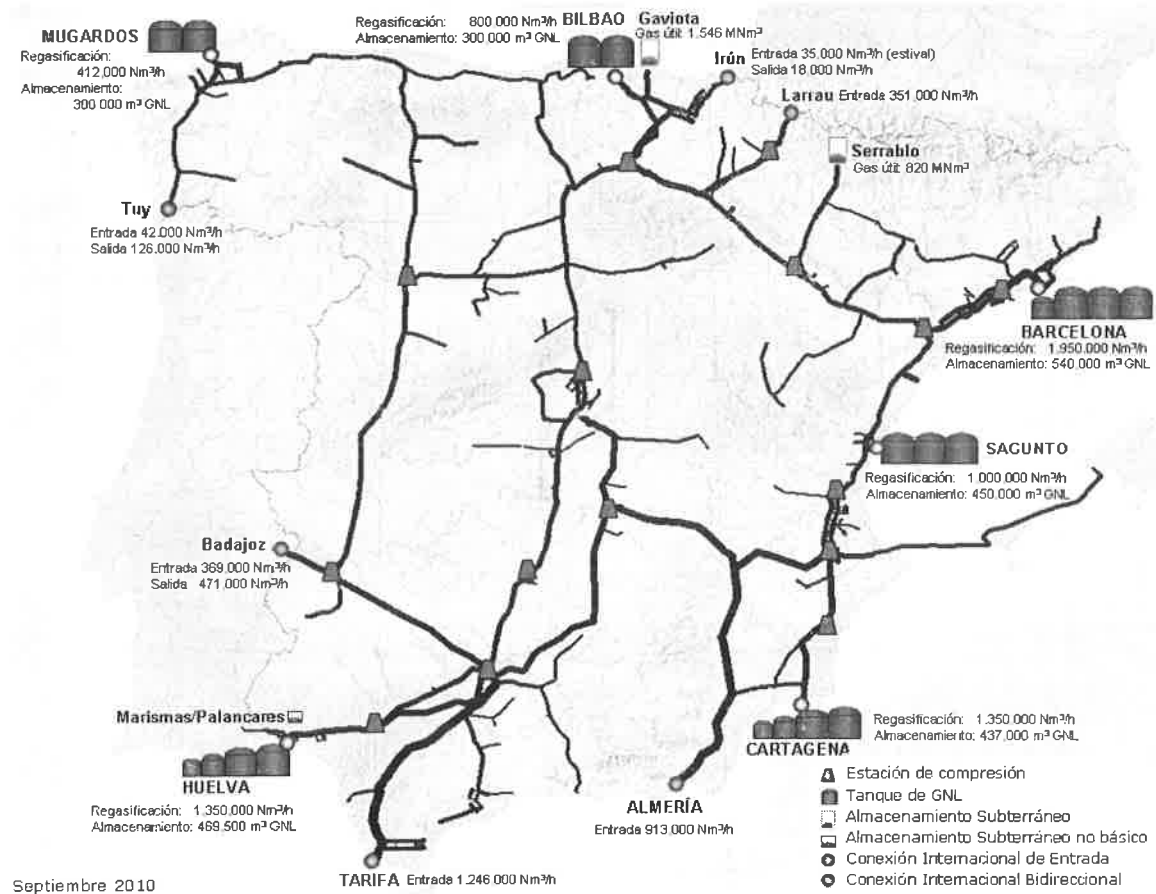 MUGARDOS
Regasificación:
412,000 Nm³/h
Almacenamiento:
300 000 m³ GNL
Regasificación: 800 000 Nm³/h
Almacenamiento: 300,000 m³ GNL
BILBAO
Gaviota
Gas útil: 1.546 MNm³
Irún
Entrada 35.000 Nm³/h (estival)
Salida 18,000 Nm³/h
Larrau Entrada 351,000 Nm³/h
Serrablo
Gas útil: 820 MNm³
Tuy
Entrada 42.000 Nm³/h
Salida 126.000 Nm³/h
BARCELONA
Regasificación: 1.950.000 Nm³/h
Almacenamiento: 540,000 m³ GNL
SAGUNTO
Regasificación: 1,000,000 Nm³/h
Almacenamiento: 450,000 m³ GNL
Badajoz
Entrada 369,000 Nm³/h
Salida 471,000 Nm³/h
Marismas/Palancares
HUELVA
Regasificación: 1,350,000 Nm³/h
Almacenamiento: 469,500 m³ GNL
CARTAGENA
Regasificación: 1.350.000 Nm³/h
Almacenamiento: 437,000 m³ GNL
ALMERÍA
Entrada 913,000 Nm³/h
TARIFA Entrada 1.246 000 Nm³/h
Estación de compresión
Tanque de GNL
Almacenamiento Subterráneo
Almacenamiento Subterráneo no básico
Conexión Internacional de Entrada
Conexión Internacional Bidireccional
Septiembre 2010